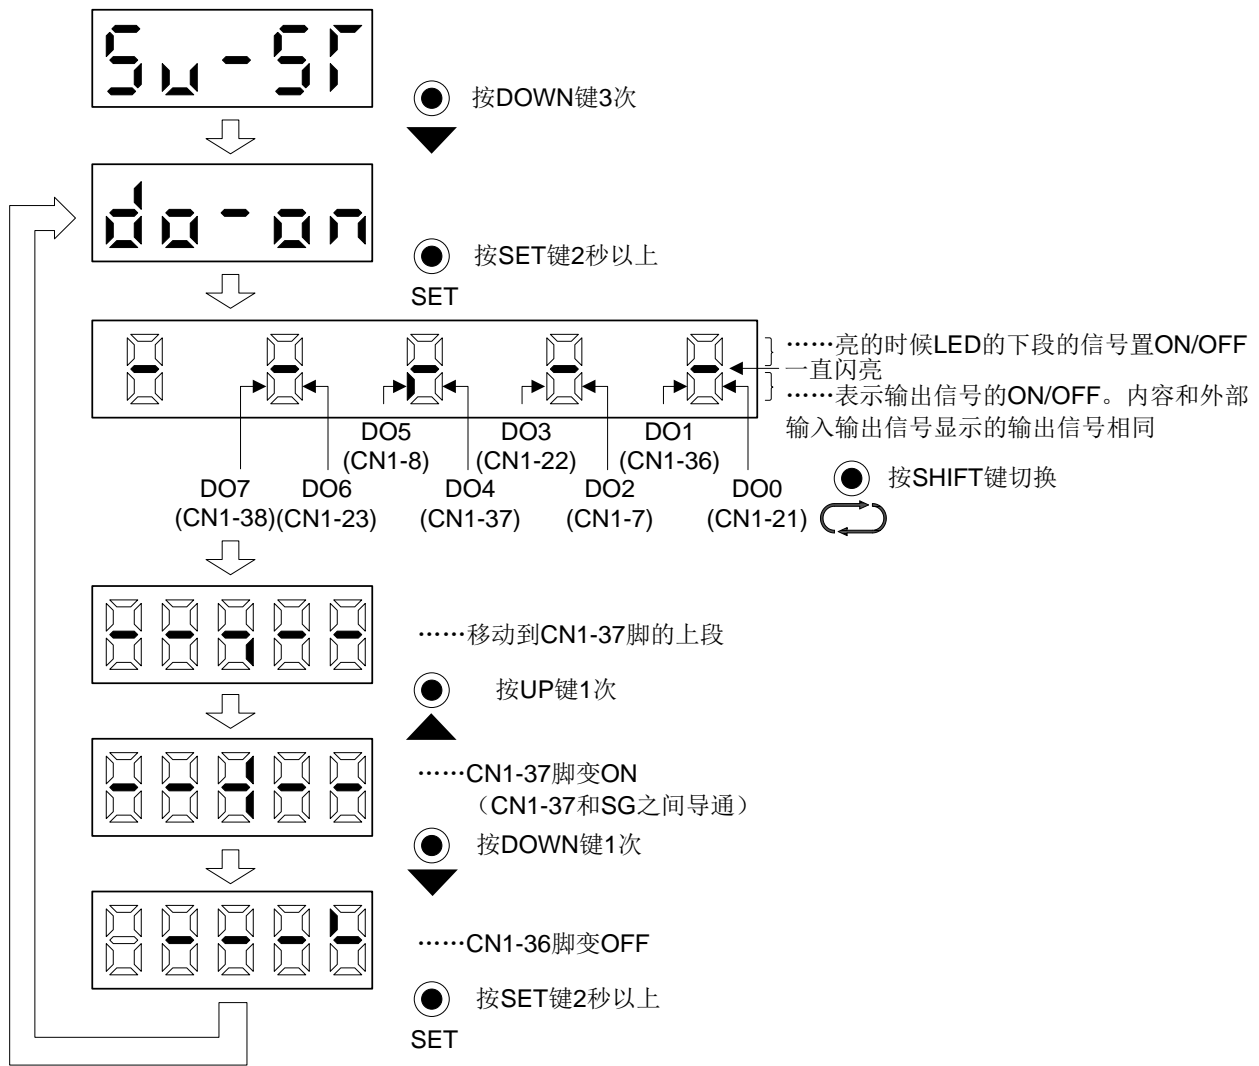 Su-ST
按DOWN键3次
do-on
按SET键2秒以上
SET
……亮的时候LED的下段的信号置ON/OFF
一直闪亮
……表示输出信号的ON/OFF。内容和外部
输入输出信号显示的输出信号相同
DO5 DO3 DO1
(CN1-8) (CN1-22) (CN1-36)
按SHIFT键切换
DO7 DO6 DO4 DO2 DO0
(CN1-38)(CN1-23) (CN1-37) (CN1-7) (CN1-21)
……移动到CN1-37脚的上段
按UP键1次
……CN1-37脚变ON
（CN1-37和SG之间导通）
按DOWN键1次
……CN1-36脚变OFF
按SET键2秒以上
SET